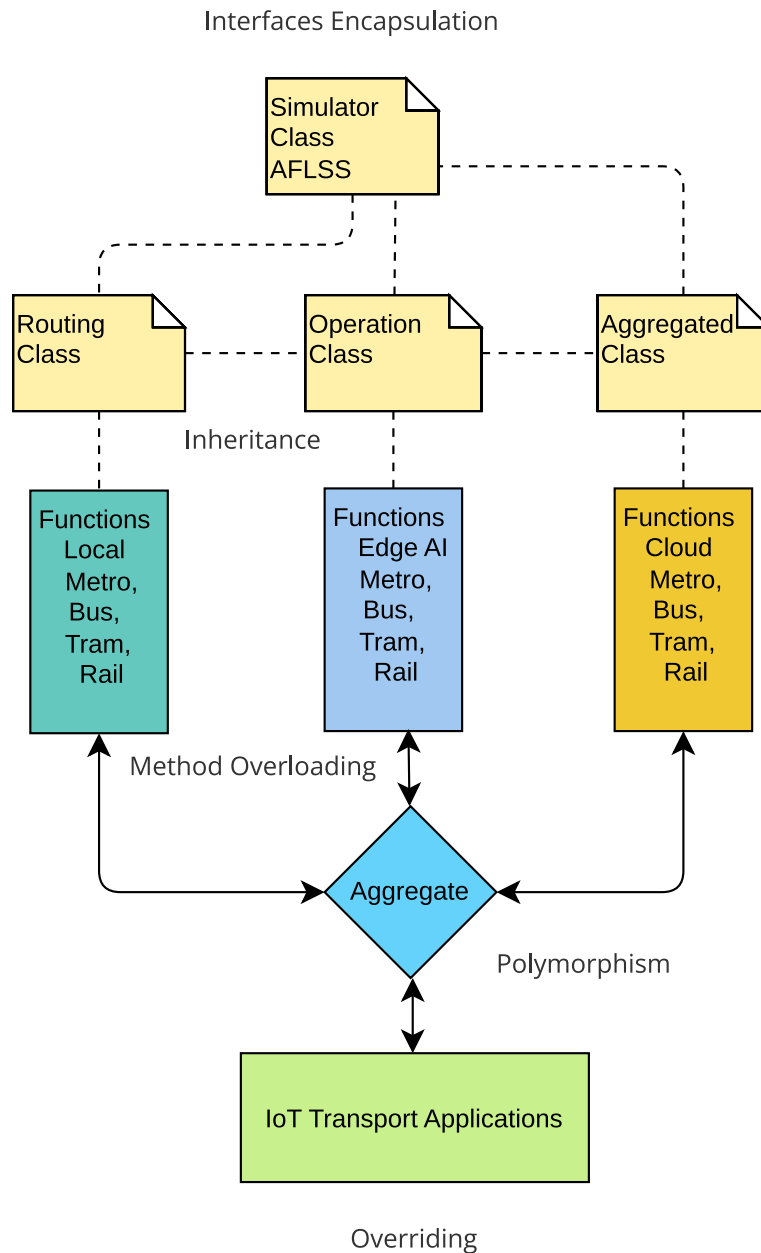 Interfaces Encapsulation
Simulator
Class
AFLSS
Routing
Class
Operation
Class
Aggregated
Class
Inheritance
Functions
Local
Metro,
Bus,
Tram,
Rail
Functions
Edge AI
Metro,
Bus,
Tram,
Rail
Functions
Cloud
Metro,
Bus,
Tram,
Rail
Method Overloading
Aggregate
Polymorphism
IoT Transport Applications
Overriding